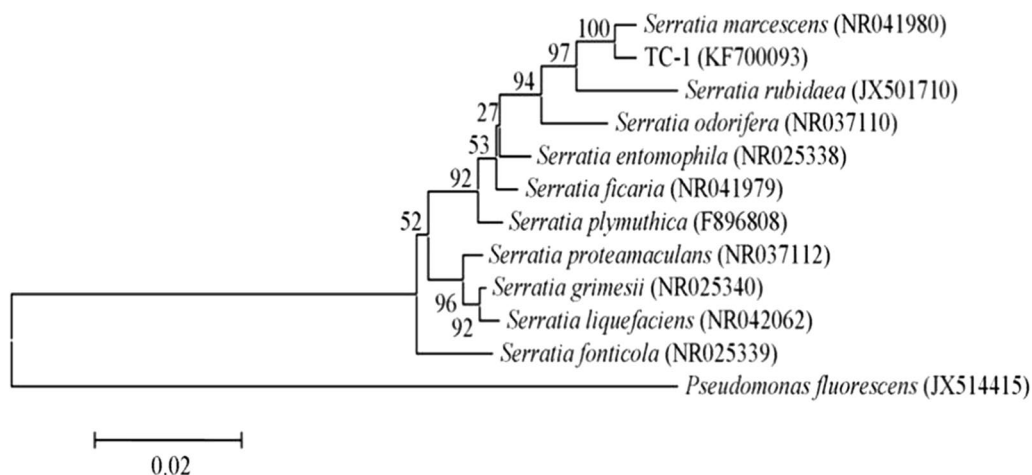 100 Serratia marcescens (NR041980)
TC-1 (KF700093)
97
94 Serratia rubidaea (JX501710)
27 Serratia odorifera (NR037110)
53 Serratia entomophila (NR025338)
92 Serratia ficaria (NR041979)
52 Serratia plymuthica (F896808)
Serratia proteamaculans (NR037112)
96 Serratia grimesii (NR025340)
92 Serratia liquefaciens (NR042062)
Serratia fonticola (NR025339)
Pseudomonas fluorescens (JX514415)
0.02